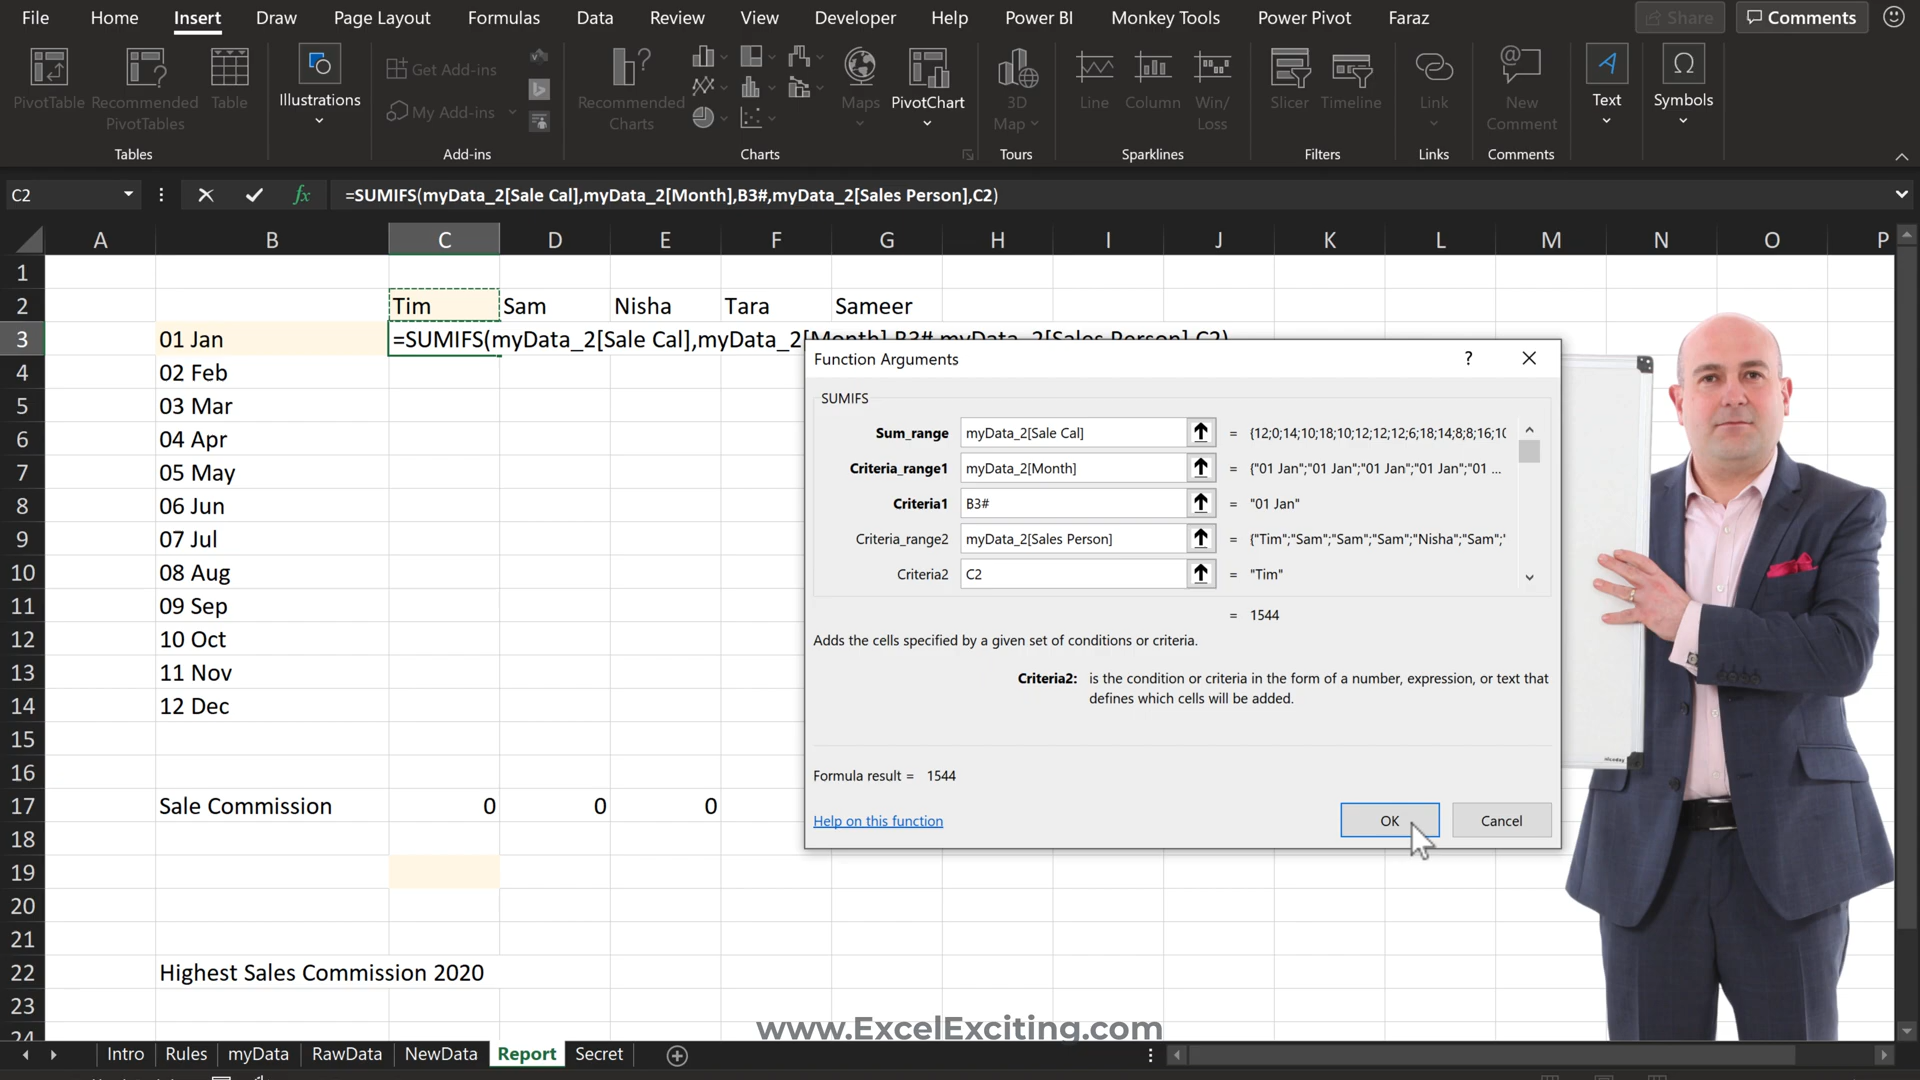 File Home Insert Draw Page Layout Formulas Data Review View Developer Help Power BI Monkey Tools Power Pivot Faraz Share Comments
PivotTable Recommended PivotTables Table Illustrations Get Add-ins My Add-ins Recommended Charts Maps PivotChart 3D Map Line Column Win/Loss Slicer Timeline Link New Comment Text Symbols
Tables Add-ins Charts Tours Sparklines Filters Links Comments
C2 fx =SUMIFS(myData_2[Sale Cal],myData_2[Month],B3#,myData_2[Sales Person],C2)
A B C D E F G H I J K L M N O P
1
2 Tim Sam Nisha Tara Sameer
3 01 Jan =SUMIFS(myData_2[Sale Cal],myData_2[Month],B3#,myData_2[Sales Person],C2)
4 02 Feb
5 03 Mar
6 04 Apr
7 05 May
8 06 Jun
9 07 Jul
10 08 Aug
11 09 Sep
12 10 Oct
13 11 Nov
14 12 Dec
15
16
17 Sale Commission 0 0 0
18
19
20
21
22 Highest Sales Commission 2020
23
24
Function Arguments ? 
SUMIFS
Sum_range myData_2[Sale Cal] = {12;0;14;10;18;10;12;12;12;6;18;14;8;8;16;10
Criteria_range1 myData_2[Month] = {"01 Jan";"01 Jan";"01 Jan";"01 Jan";"01 ...
Criteria1 B3# = "01 Jan"
Criteria_range2 myData_2[Sales Person] = {"Tim";"Sam";"Sam";"Sam";"Nisha";"Sam";"
Criteria2 C2 = "Tim"
= 1544
Adds the cells specified by a given set of conditions or criteria.
Criteria2: is the condition or criteria in the form of a number, expression, or text that
defines which cells will be added.
Formula result = 1544
Help on this function OK Cancel
www.ExcelExciting.com
Intro Rules myData RawData NewData Report Secret